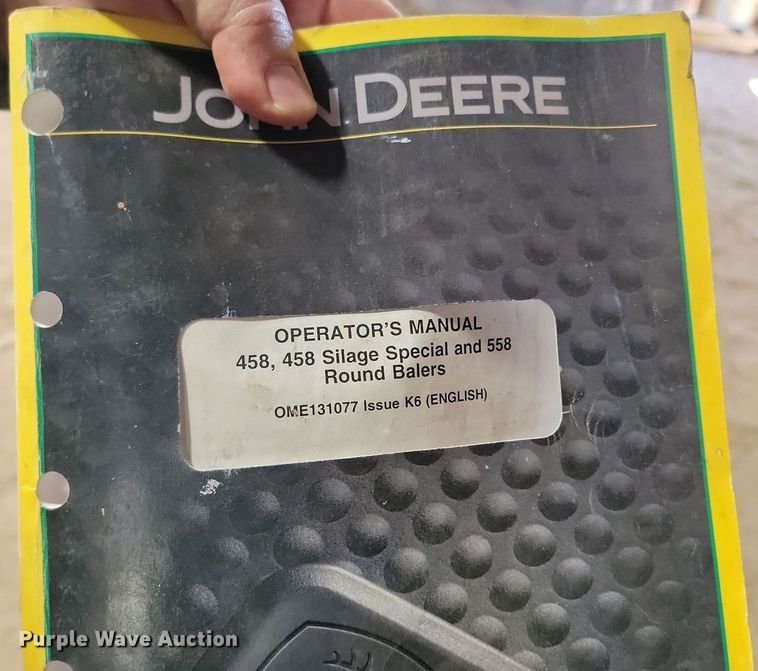 JOHN DEERE
OPERATOR'S MANUAL
458, 458 Silage Special and 558
Round Balers
OME131077 Issue K6 (ENGLISH)
Purple Wave Auction